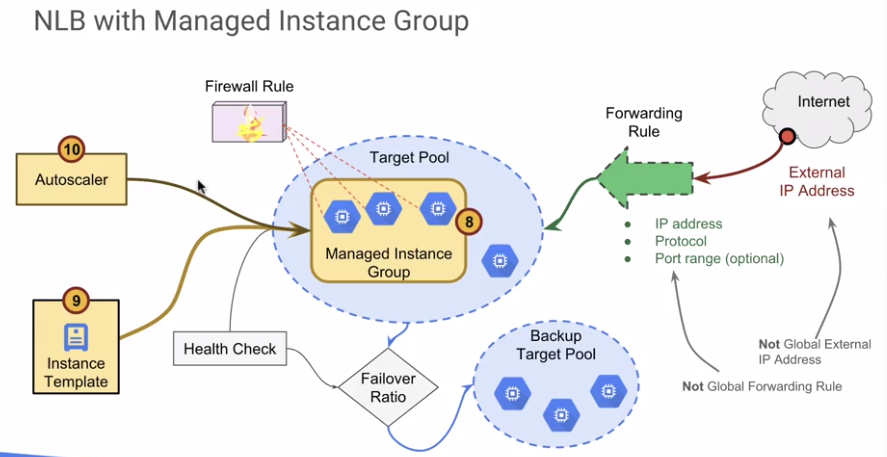 NLB with Managed Instance Group
Firewall Rule
Internet
Forwarding
Rule
10
Autoscaler
Target Pool
External
IP Address
8
Managed Instance
Group
IP address
Protocol
Port range (optional)
9
Instance
Template
Health Check
Failover
Ratio
Backup
Target Pool
Not Global External
IP Address
Not Global Forwarding Rule